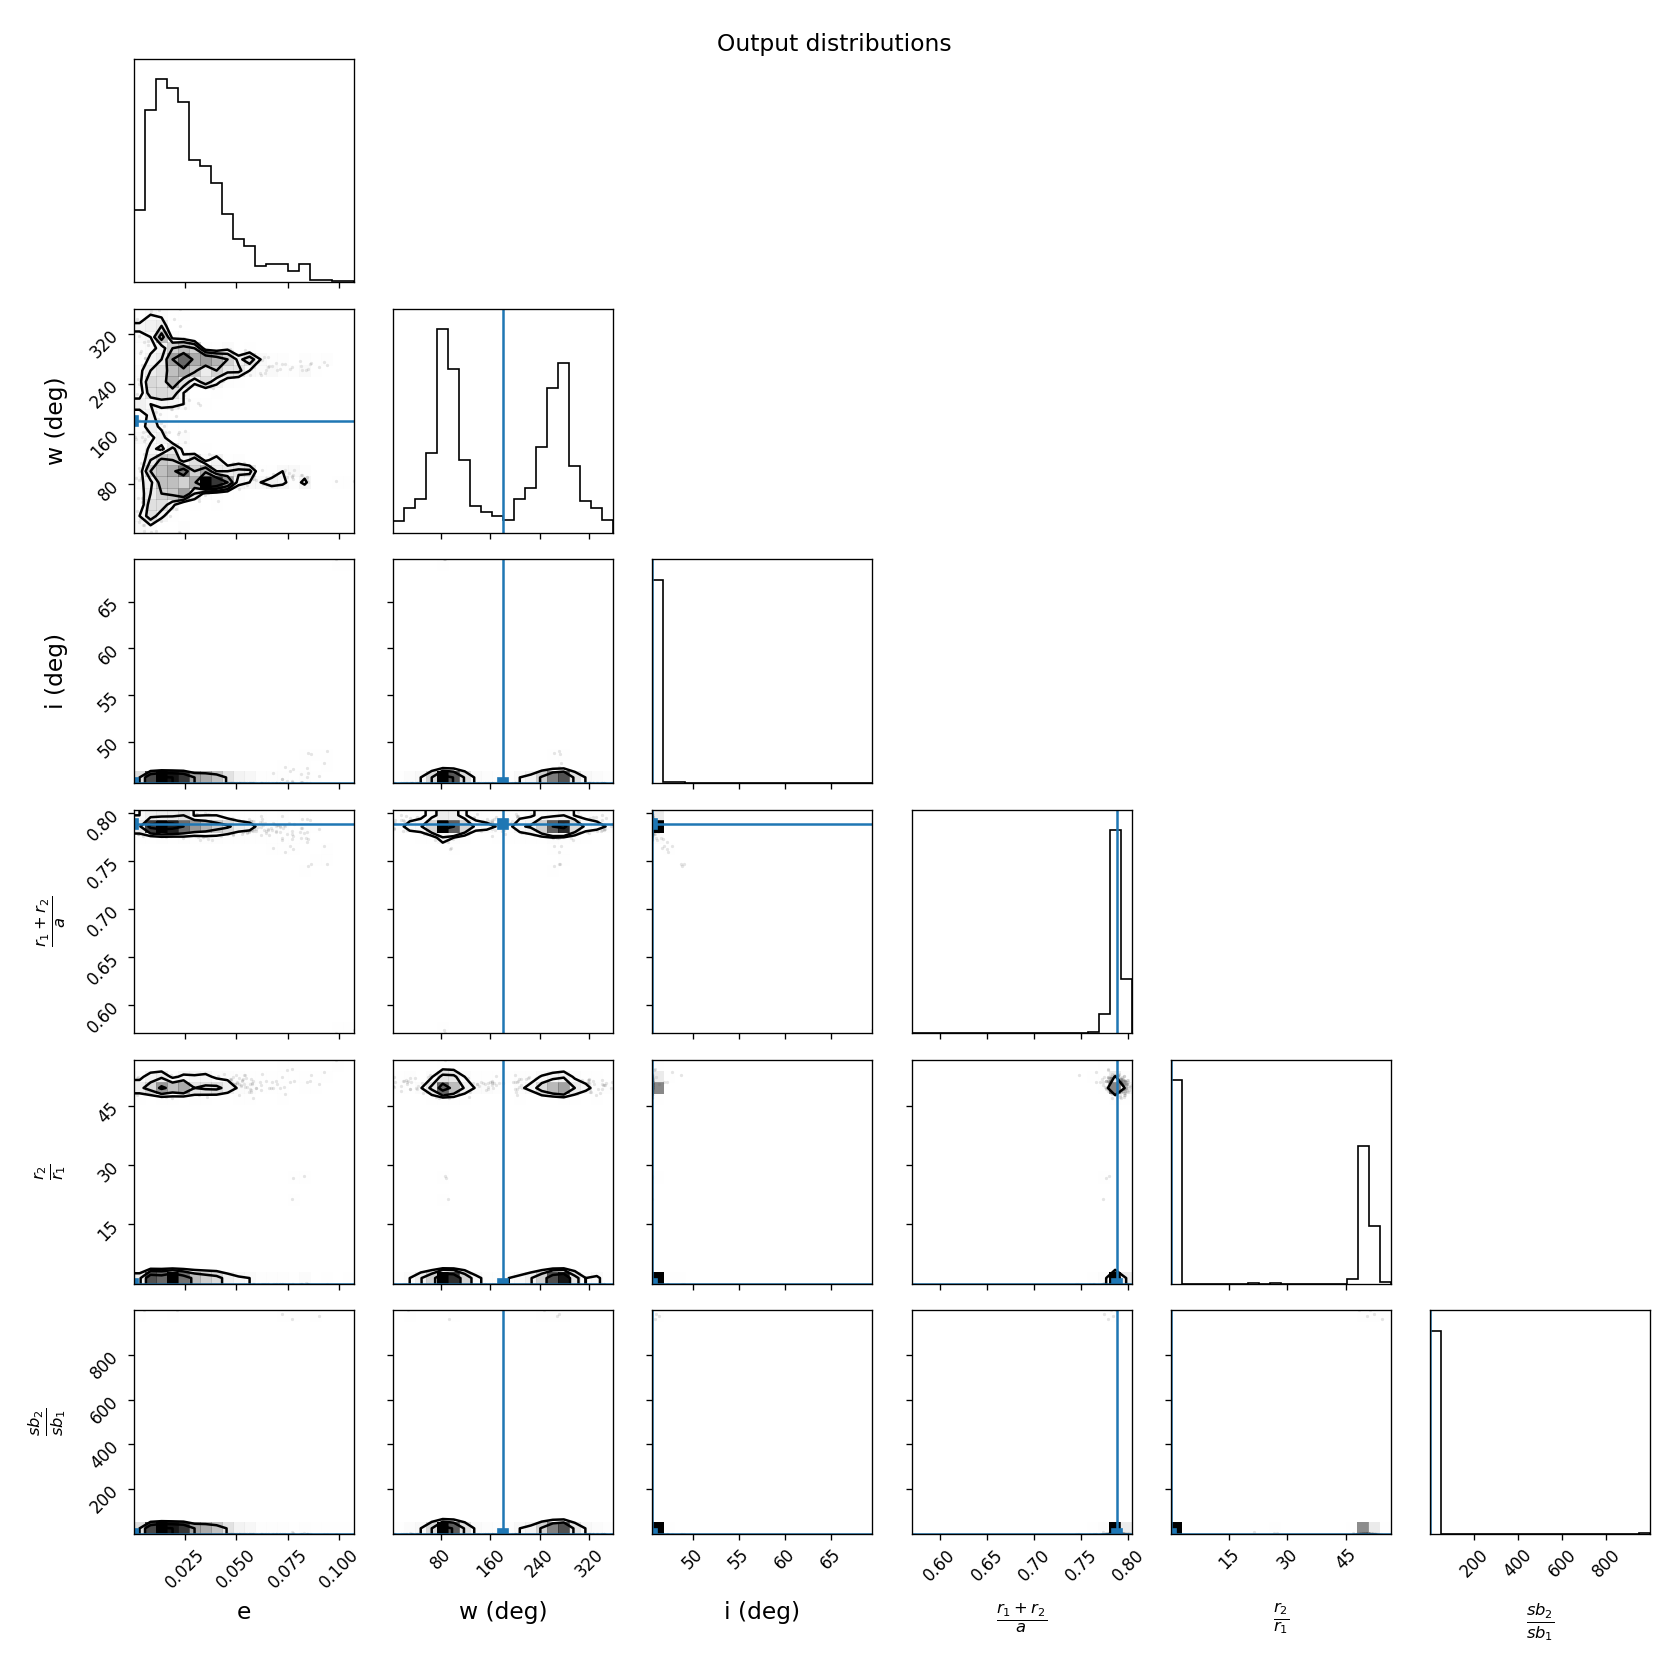 Output distributions
w (deg)
320
240
160
80
i (deg)
65
60
55
50
r₁ + r₂
a
0.80
0.75
0.70
0.65
0.60
r₂
r₁
45
30
15
sb₂
sb₁
800
600
400
200
0.025 0.050 0.075 0.100
80 160 240 320
50 55 60 65
0.60 0.65 0.70 0.75 0.80
15 30 45
200 400 600 800
e
w (deg)
i (deg)
r₁ + r₂
a
r₂
r₁
sb₂
sb₁